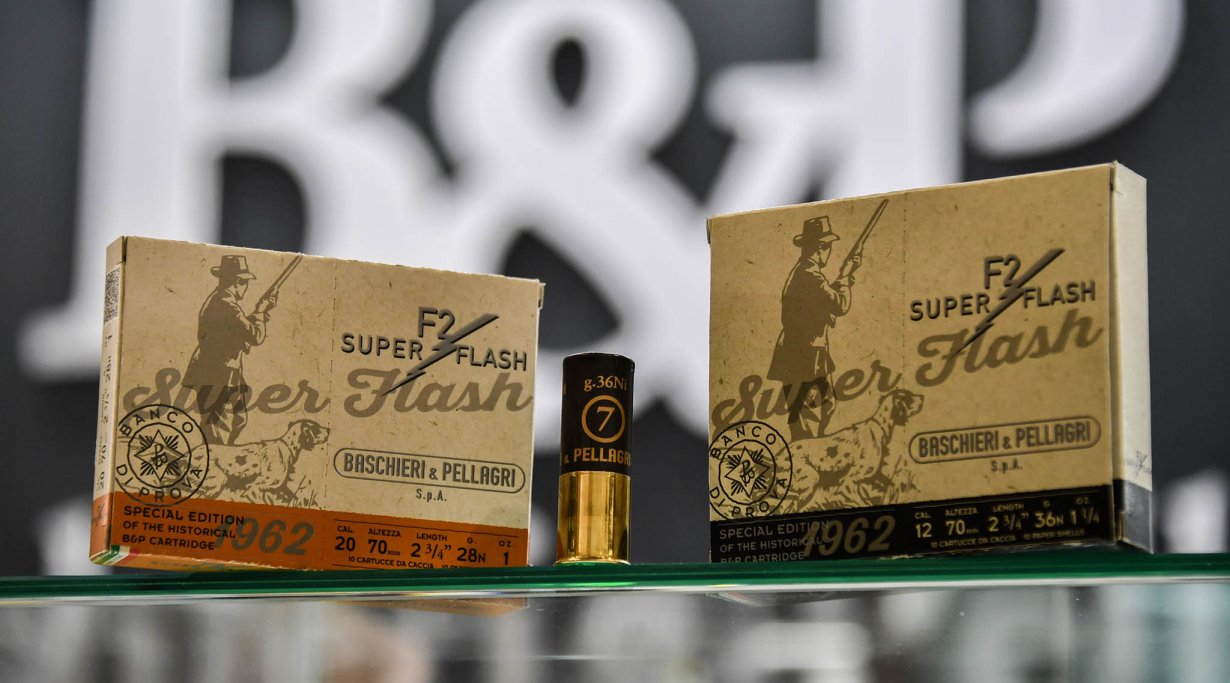 B&P
F2
SUPER FLASH
Super Flash
BANCO
DI PROVA
BASCHIERI & PELLAGRI
S.p.A.
SPECIAL EDITION
OF THE HISTORICAL
B&P CARTRIDGE
1962
CAL. ALTEZZA LENGTH G. OZ
20 70mm 2 3/4" 28N 1
10 CARTUCCE DA CACCIA
g.36Ni
7
& PELLAGRI
F2
SUPER FLASH
Super Flash
BANCO
DI PROVA
BASCHIERI & PELLAGRI
S.p.A.
SPECIAL EDITION
OF THE HISTORICAL
B&P CARTRIDGE
1962
CAL. ALTEZZA LENGTH G. OZ
12 70mm 2 3/4" 36N 1 1/4
10 CARTUCCE DA CACCIA 10 PAPER SHELLS